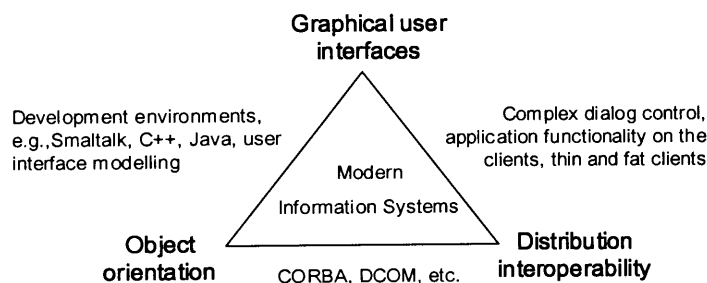 Graphical user
interfaces
Development environments,
e.g.,Smaltalk, C++, Java, user
interface modelling
Complex dialog control,
application functionality on the
clients, thin and fat clients
Modern
Information Systems
Object
orientation
CORBA, DCOM, etc.
Distribution
interoperability